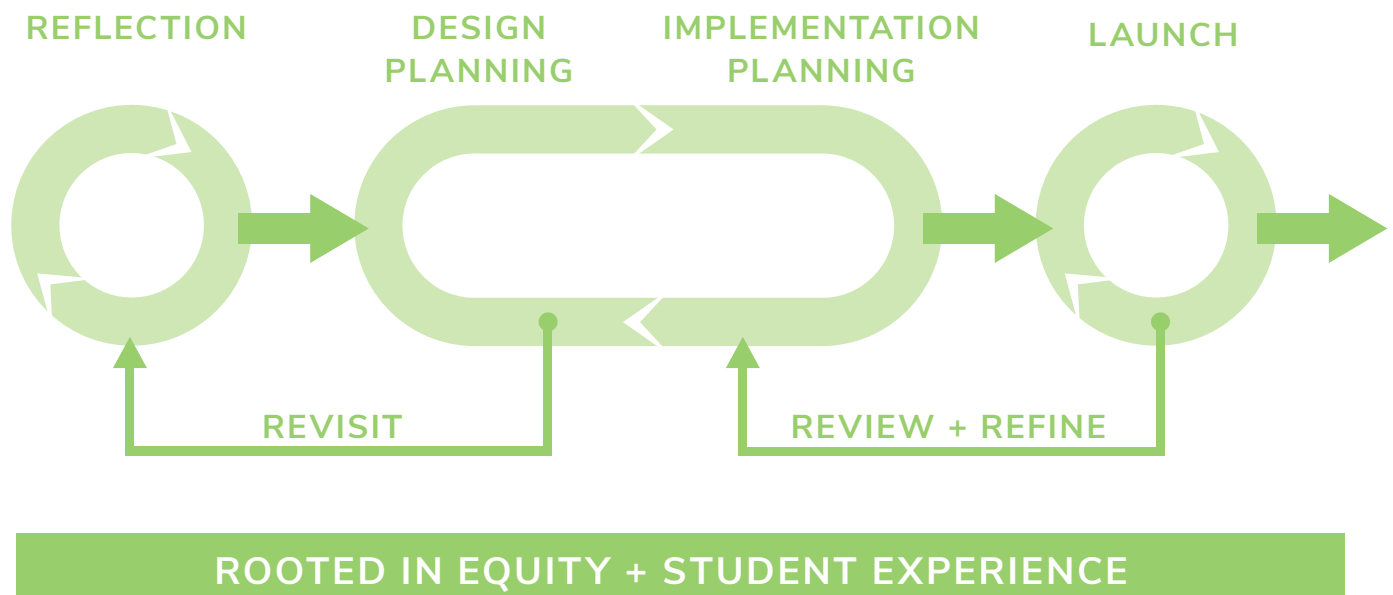 REFLECTION
DESIGN
PLANNING
IMPLEMENTATION
PLANNING
LAUNCH
REVISIT
REVIEW + REFINE
ROOTED IN EQUITY + STUDENT EXPERIENCE